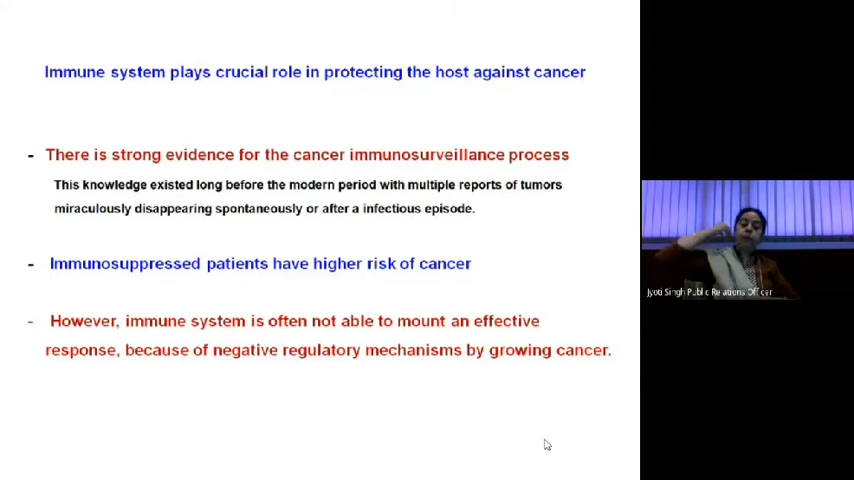 Immune system plays crucial role in protecting the host against cancer
- There is strong evidence for the cancer immunosurveillance process
This knowledge existed long before the modern period with multiple reports of tumors
miraculously disappearing spontaneously or after a infectious episode.
- Immunosuppressed patients have higher risk of cancer
- However, immune system is often not able to mount an effective
response, because of negative regulatory mechanisms by growing cancer.
Jyoti Singh Public Relations Officer